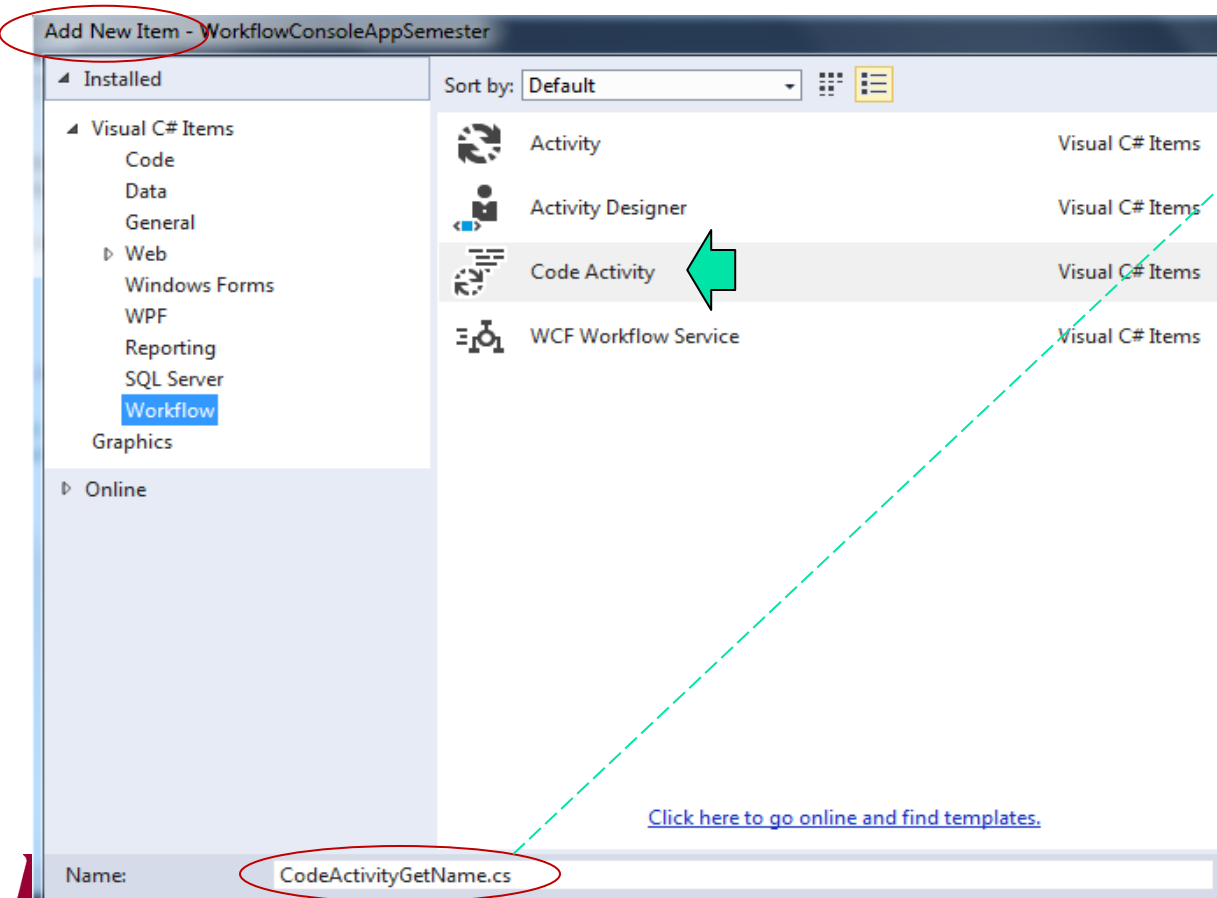 Add New Item - WorkflowConsoleAppSemester
Installed
Sort by: Default
Visual C# Items
Code
Data
General
Web
Windows Forms
WPF
Reporting
SQL Server
Workflow
Graphics
Online
Activity Visual C# Items
Activity Designer Visual C# Items
Code Activity Visual C# Items
WCF Workflow Service Visual C# Items
Click here to go online and find templates.
Name: CodeActivityGetName.cs